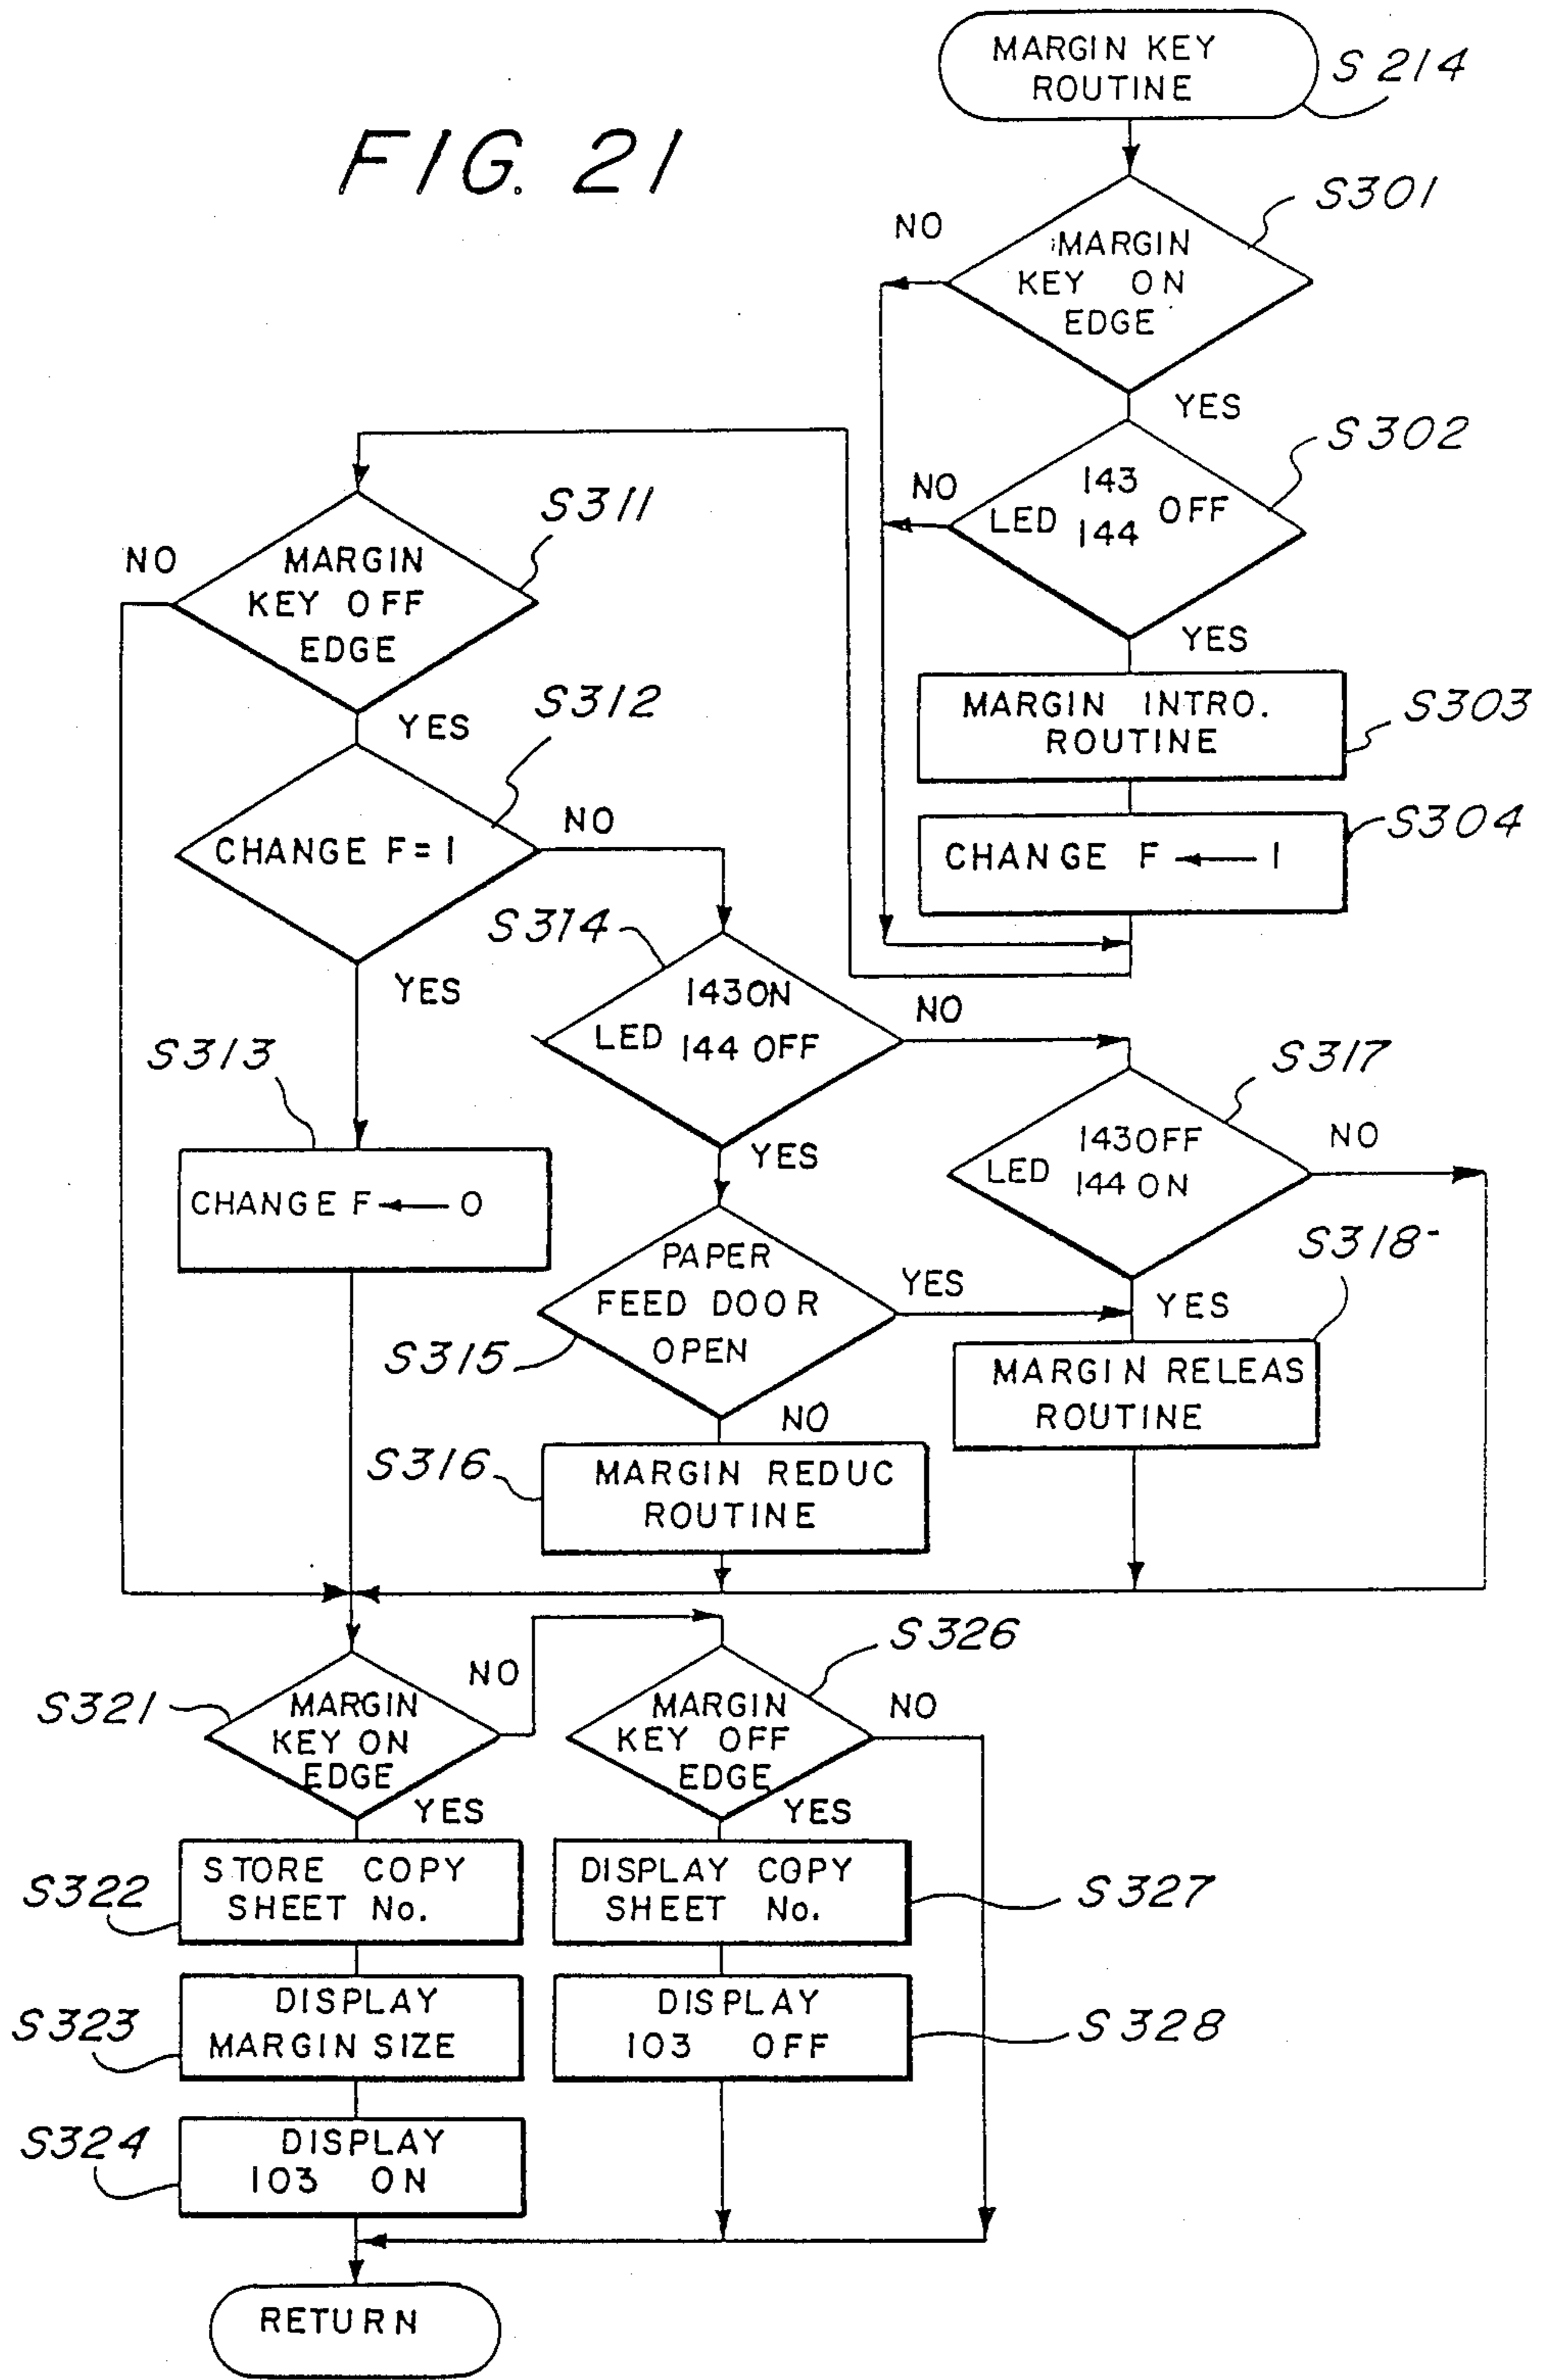 FIG. 21
MARGIN KEY
ROUTINE
S214
S301
NO
MARGIN
KEY ON
EDGE
YES
S302
NO
LED 143
144 OFF
YES
MARGIN INTRO.
ROUTINE
S303
CHANGE F ← 1
S304
S311
NO
MARGIN
KEY OFF
EDGE
YES
S312
CHANGE F=1
NO
YES
S313
CHANGE F ← 0
S314
143 ON
LED 144 OFF
NO
YES
S317
143 OFF
LED 144 ON
NO
YES
PAPER
FEED DOOR
OPEN
YES
S315
NO
S318
MARGIN RELEAS
ROUTINE
S316
MARGIN REDUC
ROUTINE
S321
MARGIN
KEY ON
EDGE
NO
YES
S326
MARGIN
KEY OFF
EDGE
NO
YES
S322
STORE COPY
SHEET No.
DISPLAY COPY
SHEET No.
S327
S323
DISPLAY
MARGIN SIZE
DISPLAY
103 OFF
S328
S324
DISPLAY
103 ON
RETURN